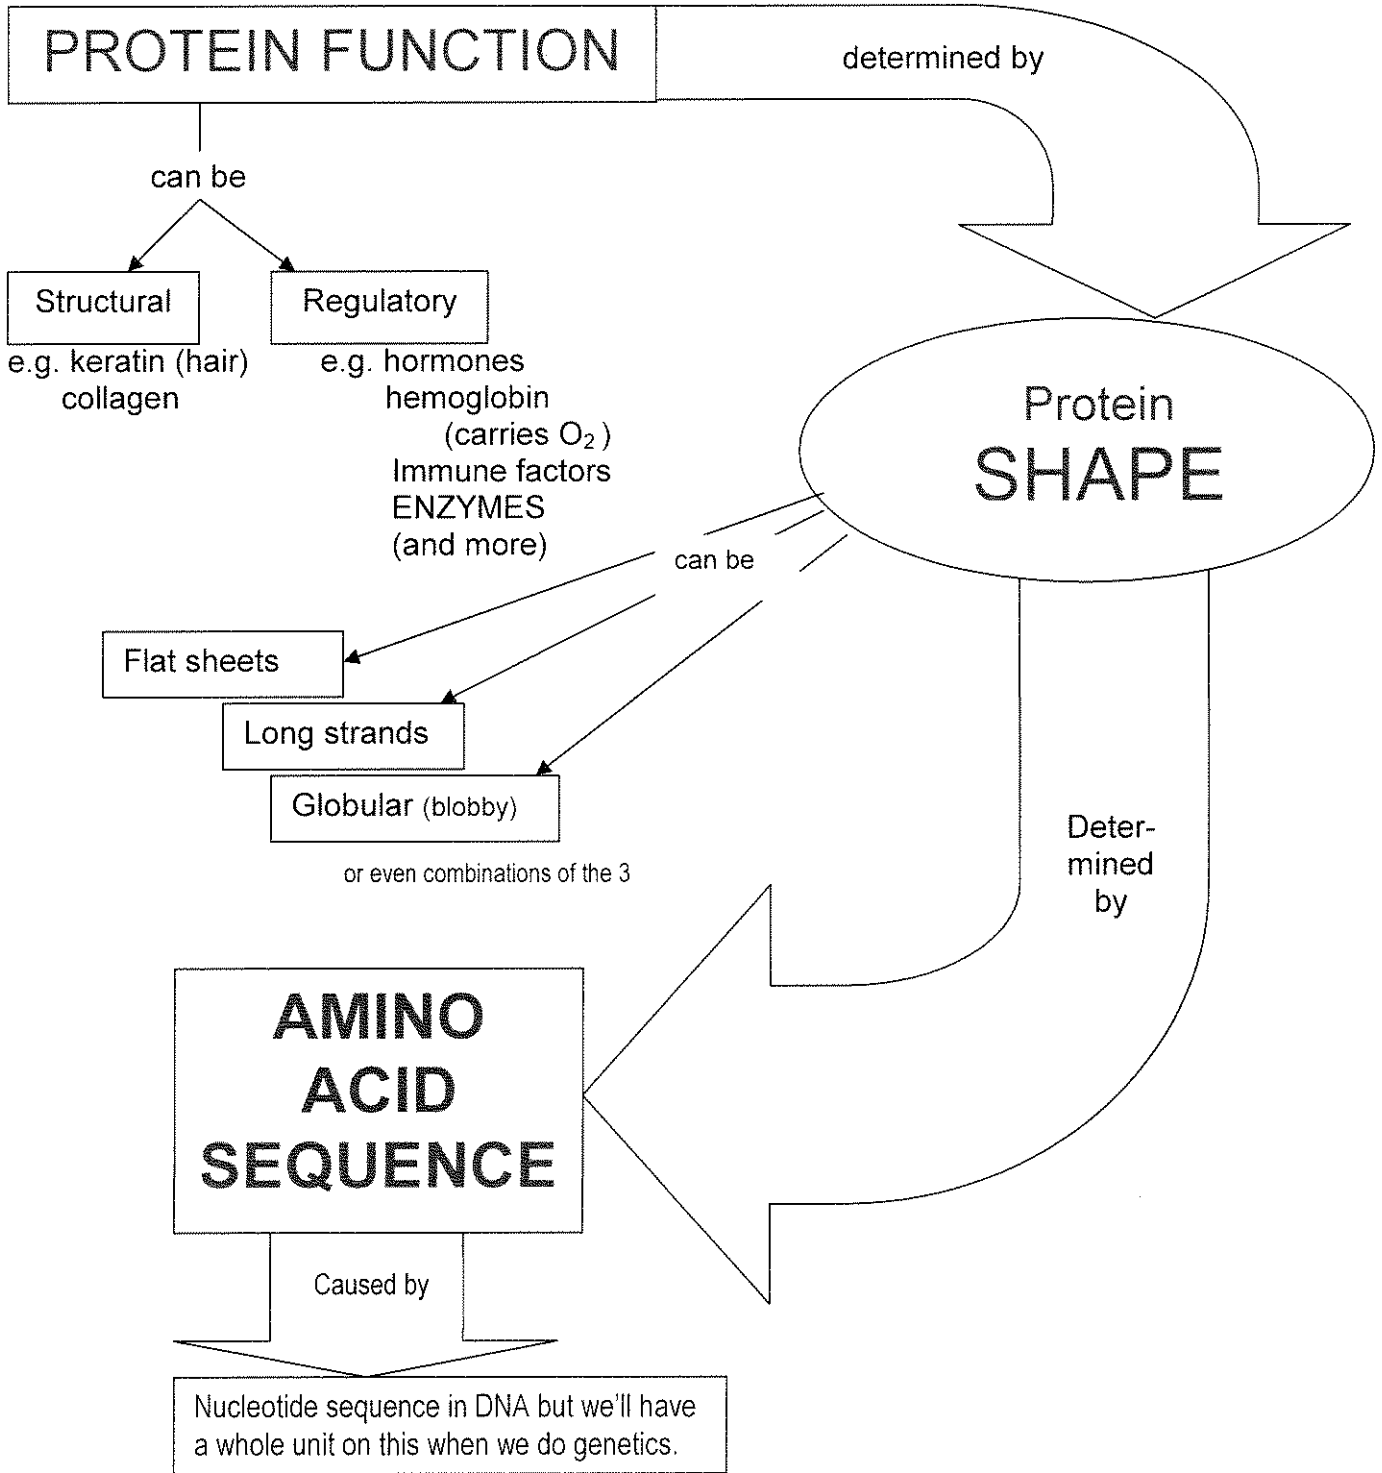 PROTEIN FUNCTION
determined by
can be
Structural
e.g. keratin (hair)
collagen
Regulatory
e.g. hormones
hemoglobin
(carries O₂ )
Immune factors
ENZYMES
(and more)
Protein
SHAPE
can be
Flat sheets
Long strands
Globular (blobby)
or even combinations of the 3
Deter-
mined
by
AMINO
ACID
SEQUENCE
Caused by
Nucleotide sequence in DNA but we'll have
a whole unit on this when we do genetics.